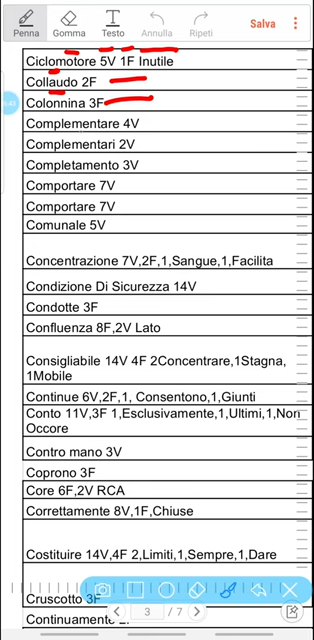 Penna
Gomma
Testo
Annulla
Ripeti
Salva
Ciclomotore 5V 1F Inutile
Collaudo 2F
Colonnina 3F
Complementare 4V
Complementari 2V
Completamento 3V
Comportare 7V
Comportare 7V
Comunale 5V
Concentrazione 7V,2F,1,Sangue,1,Facilita
Condizione Di Sicurezza 14V
Condotte 3F
Confluenza 8F,2V Lato
Consigliabile 14V 4F 2Concentrare,1Stagna,
1Mobile
Continue 6V,2F,1, Consentono,1,Giunti
Conto 11V,3F 1,Esclusivamente,1,Ultimi,1,Non
Occore
Contro mano 3V
Coprono 3F
Core 6F,2V RCA
Correttamente 8V,1F,Chiuse
Costituire 14V,4F 2,Limiti,1,Sempre,1,Dare
Cruscotto 3F
3 / 7
Continuamente